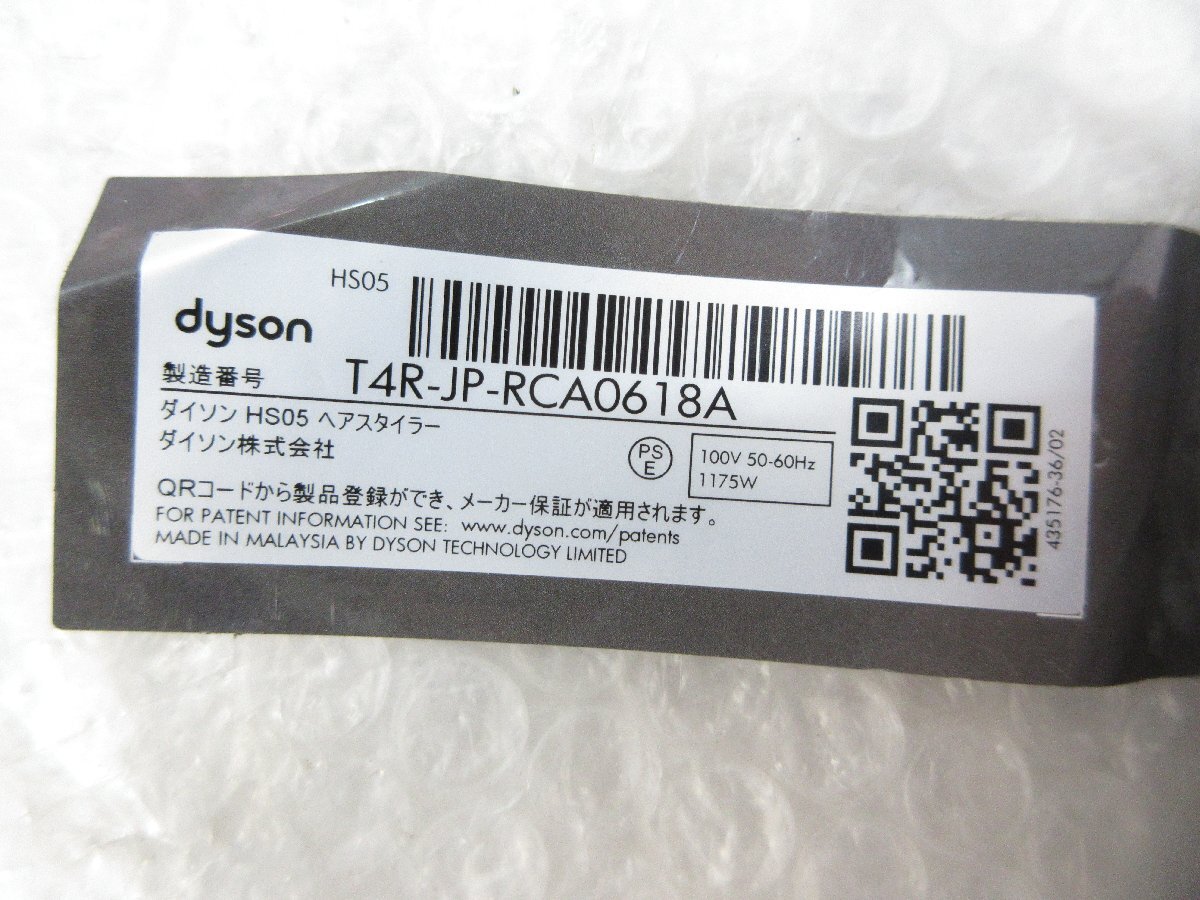 HS05
dyson
製造番号 T4R-JP-RCA0618A
ダイソン HS05 ヘアスタイラー
ダイソン株式会社
PS
E
100V 50-60Hz
1175W
QRコードから製品登録ができ、メーカー保証が適用されます。
FOR PATENT INFORMATION SEE: www.dyson.com/patents
MADE IN MALAYSIA BY DYSON TECHNOLOGY LIMITED
435176-36/02